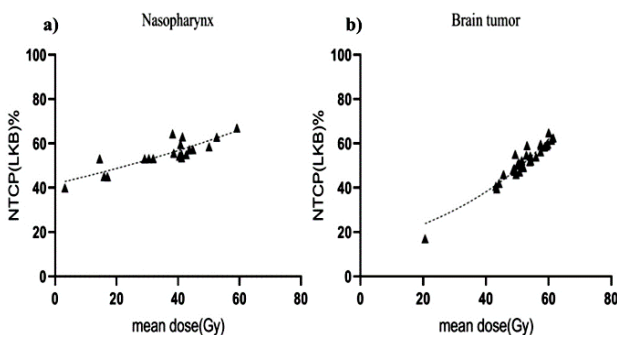 a)
Nasopharynx
NTCP(LKB)%
100
80
60
40
20
0
0 20 40 60 80
mean dose(Gy)
b)
Brain tumor
NTCP(LKB)%
100
80
60
40
20
0
0 20 40 60 80
mean dose(Gy)